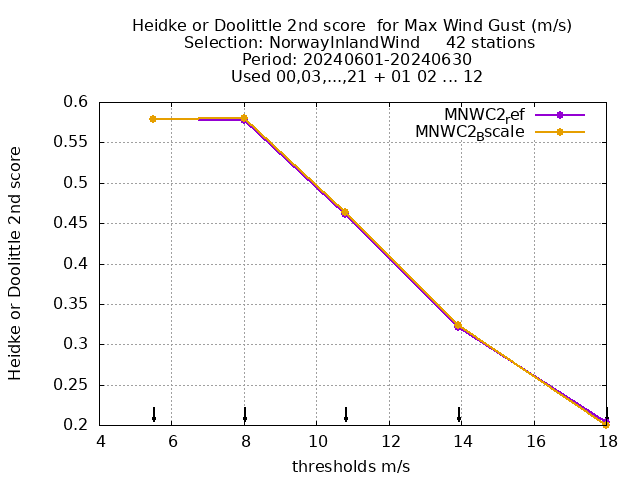 Heidke or Doolittle 2nd score  for Max Wind Gust (m/s)
Selection: NorwayInlandWind     42 stations
Period: 20240601-20240630
Used 00,03,...,21 + 01 02 ... 12
MNWC2ref
MNWC2Bscale
Heidke or Doolittle 2nd score
0.6
0.55
0.5
0.45
0.4
0.35
0.3
0.25
0.2
4 6 8 10 12 14 16 18
thresholds m/s